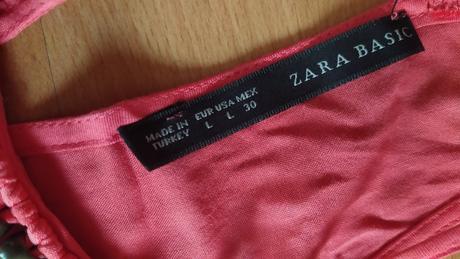 ZARA BASIC
MADE IN EUR USA MEX
TURKEY L L 30